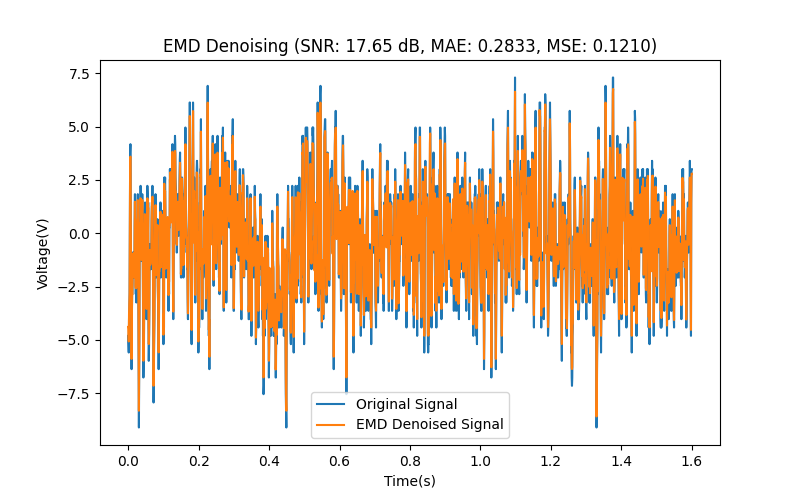 EMD Denoising (SNR: 17.65 dB, MAE: 0.2833, MSE: 0.1210)
7.5
5.0
2.5
0.0
−2.5
−5.0
−7.5
Voltage(V)
Original Signal
EMD Denoised Signal
0.0 0.2 0.4 0.6 0.8 1.0 1.2 1.4 1.6
Time(s)